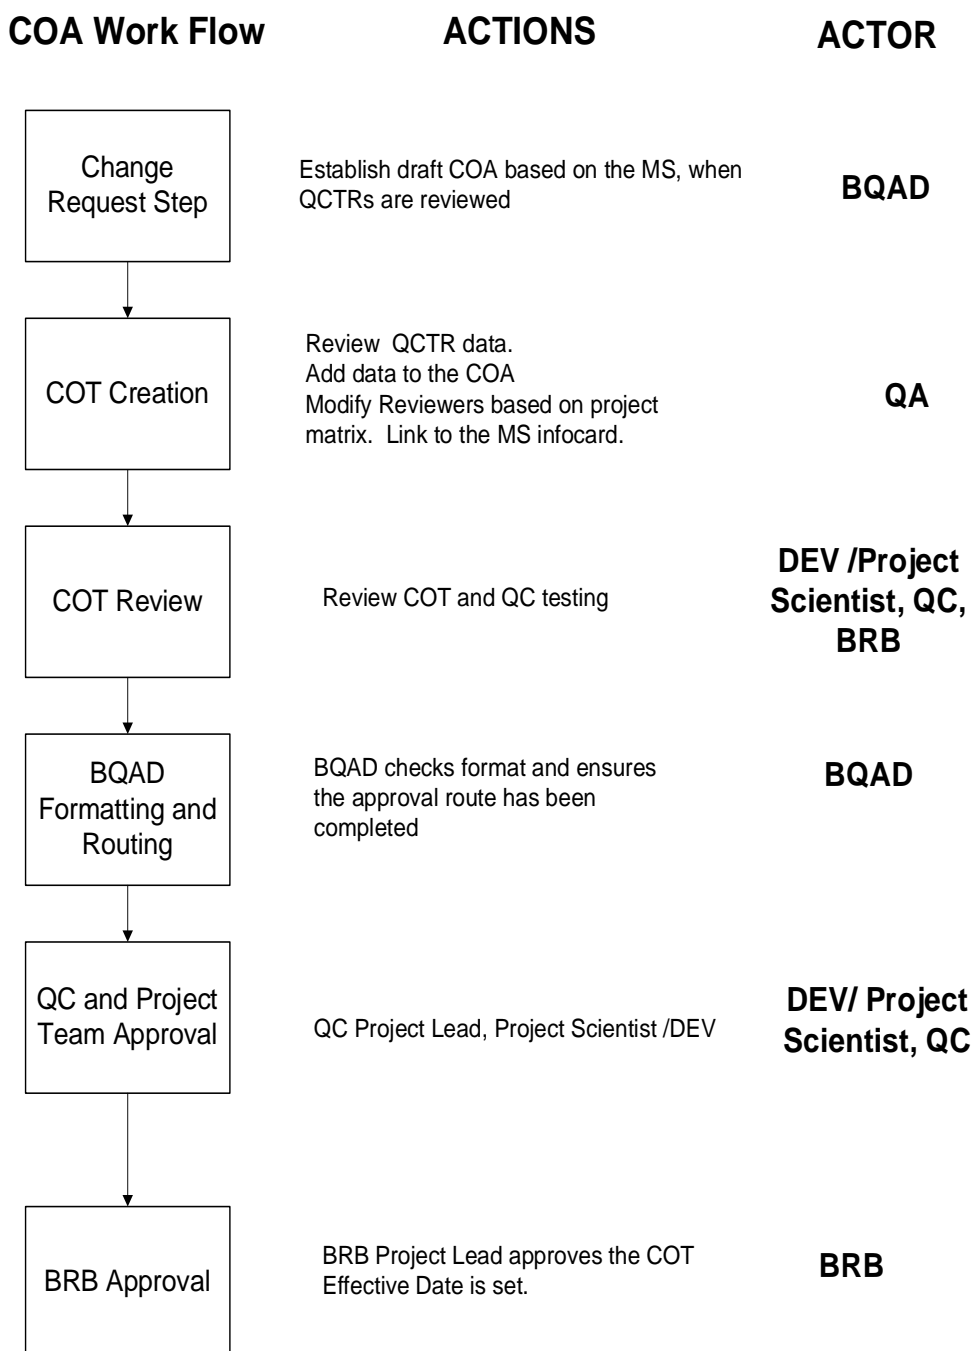 COA Work Flow
ACTIONS
ACTOR
Change
Request Step
Establish draft COA based on the MS, when
QCTRs are reviewed
BQAD
COT Creation
Review  QCTR data.
Add data to the COA
Modify Reviewers based on project
matrix.  Link to the MS infocard.
QA
COT Review
Review COT and QC testing
DEV /Project
Scientist, QC,
BRB
BQAD
Formatting and
Routing
BQAD checks format and ensures
the approval route has been
completed
BQAD
QC and Project
Team Approval
QC Project Lead, Project Scientist /DEV
DEV/ Project
Scientist, QC
BRB Approval
BRB Project Lead approves the COT
Effective Date is set.
BRB